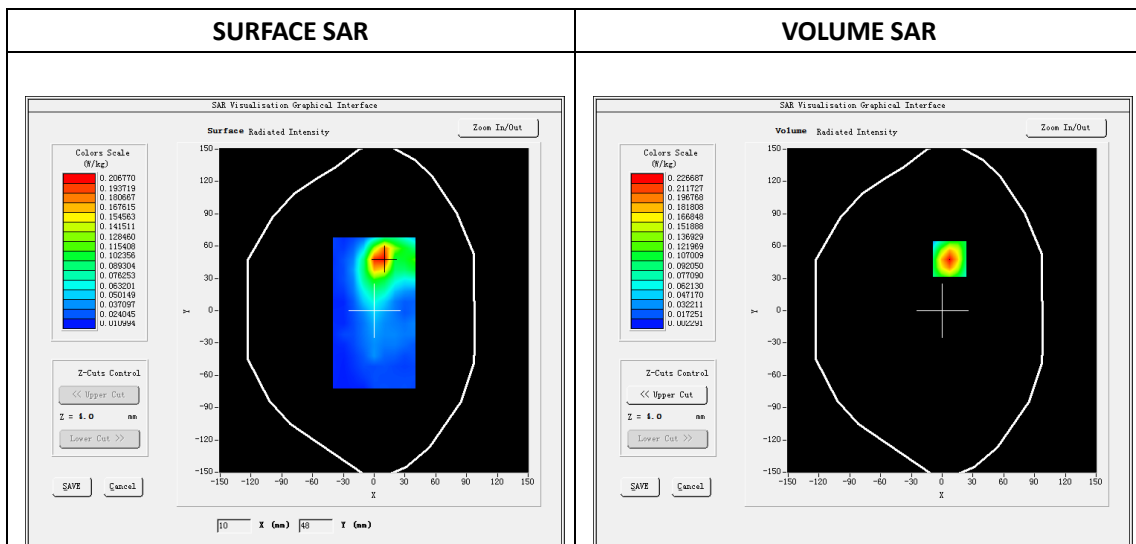 SURFACE SAR
VOLUME SAR
SAR Visualisation Graphical Interface
Surface Radiated Intensity
Zoom In/Out
Colors Scale
(W/kg)
0.206770
0.193719
0.180667
0.167615
0.154563
0.141511
0.128460
0.115408
0.102356
0.089304
0.076253
0.063201
0.050149
0.037097
0.024045
0.010994
150
120
90
60
30
0
-30
-60
-90
-120
-150
Y
-150 -120 -90 -60 -30 0 30 60 90 120 150
X
Z-Cuts Control
<< Upper Cut
Z = 4.0 mm
Lower Cut >>
SAVE Cancel
10 X (mm) 48 Y (mm)
SAR Visualisation Graphical Interface
Volume Radiated Intensity
Zoom In/Out
Colors Scale
(W/kg)
0.226687
0.211727
0.196768
0.181808
0.166848
0.151888
0.136929
0.121969
0.107009
0.092050
0.077090
0.062130
0.047170
0.032211
0.017251
0.002291
150
120
90
60
30
0
-30
-60
-90
-120
-150
Y
-150 -120 -90 -60 -30 0 30 60 90 120 150
X
Z-Cuts Control
<< Upper Cut
Z = 4.0 mm
Lower Cut >>
SAVE Cancel